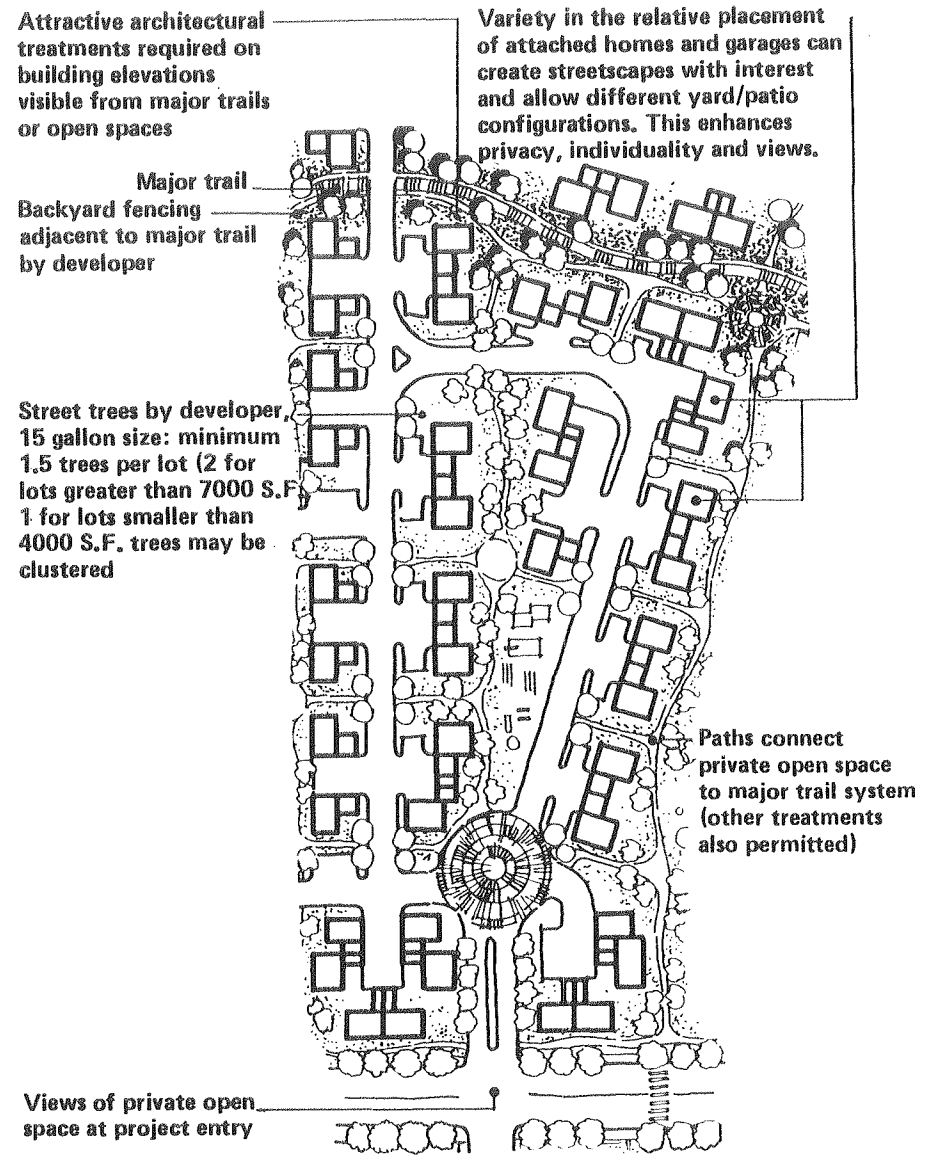 Attractive architectural
treatments required on
building elevations
visible from major trails
or open spaces
Variety in the relative placement
of attached homes and garages can
create streetscapes with interest
and allow different yard/patio
configurations. This enhances
privacy, individuality and views.
Major trail
Backyard fencing
adjacent to major trail
by developer
Street trees by developer,
15 gallon size: minimum
1.5 trees per lot (2 for
lots greater than 7000 S.F.
1 for lots smaller than
4000 S.F. trees may be
clustered
Paths connect
private open space
to major trail system
(other treatments
also permitted)
Views of private open
space at project entry